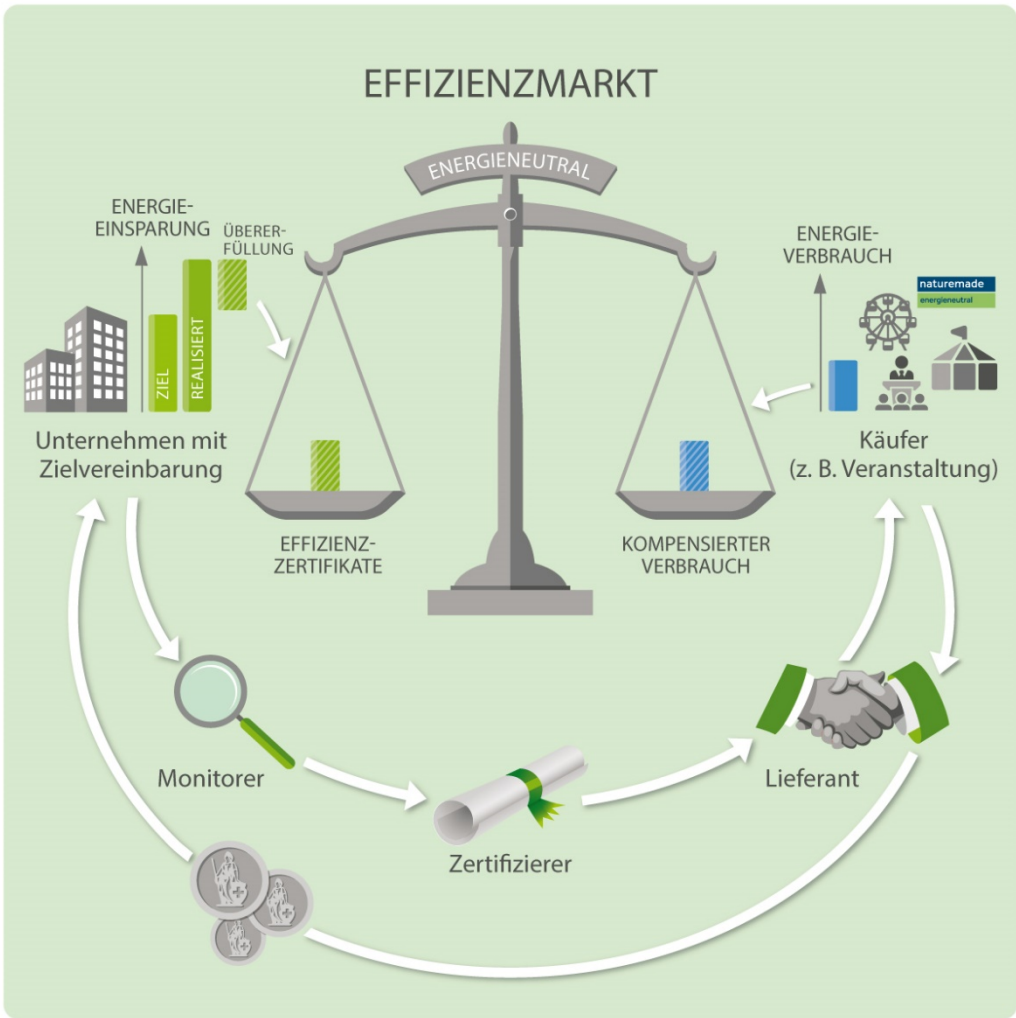 EFFIZIENZMARKT
ENERGIENEUTRAL
ENERGIE-
EINSPARUNG
ÜBERER-
FÜLLUNG
ZIEL
REALISIERT
Unternehmen mit
Zielvereinbarung
ENERGIE-
VERBRAUCH
naturemade
energieneutral
Käufer
(z. B. Veranstaltung)
EFFIZIENZ-
ZERTIFIKATE
KOMPENSIERTER
VERBRAUCH
Monitorer
Zertifizierer
Lieferant